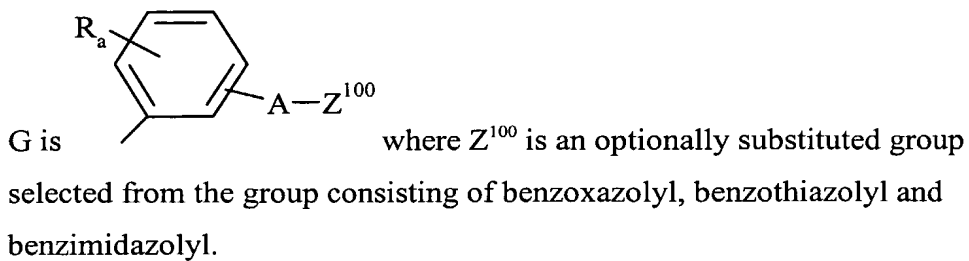 Rₐ
A—Z¹⁰⁰
G is where Z¹⁰⁰ is an optionally substituted group
selected from the group consisting of benzoxazolyl, benzothiazolyl and
benzimidazolyl.